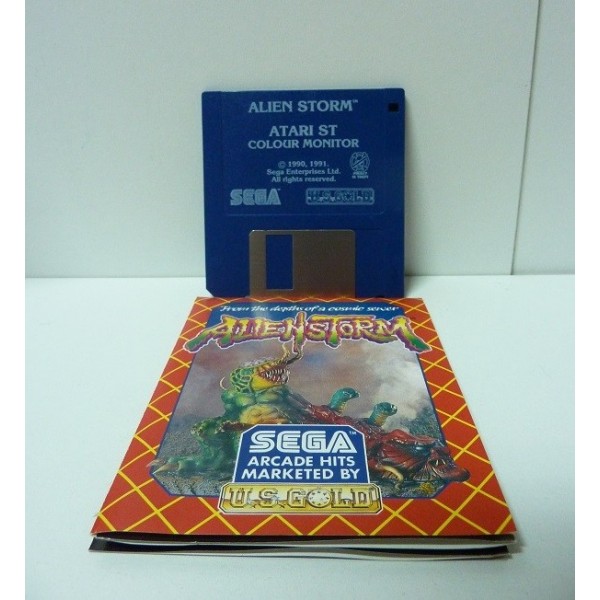 ALIEN STORM™
ATARI ST
COLOUR MONITOR
© 1990, 1991.
Sega Enterprises Ltd.
All rights reserved.
SEGA
U.S. GOLD
From the depths of a cosmic sewer
ALIEN STORM
SEGA™
ARCADE HITS
MARKETED BY
U.S. GOLD